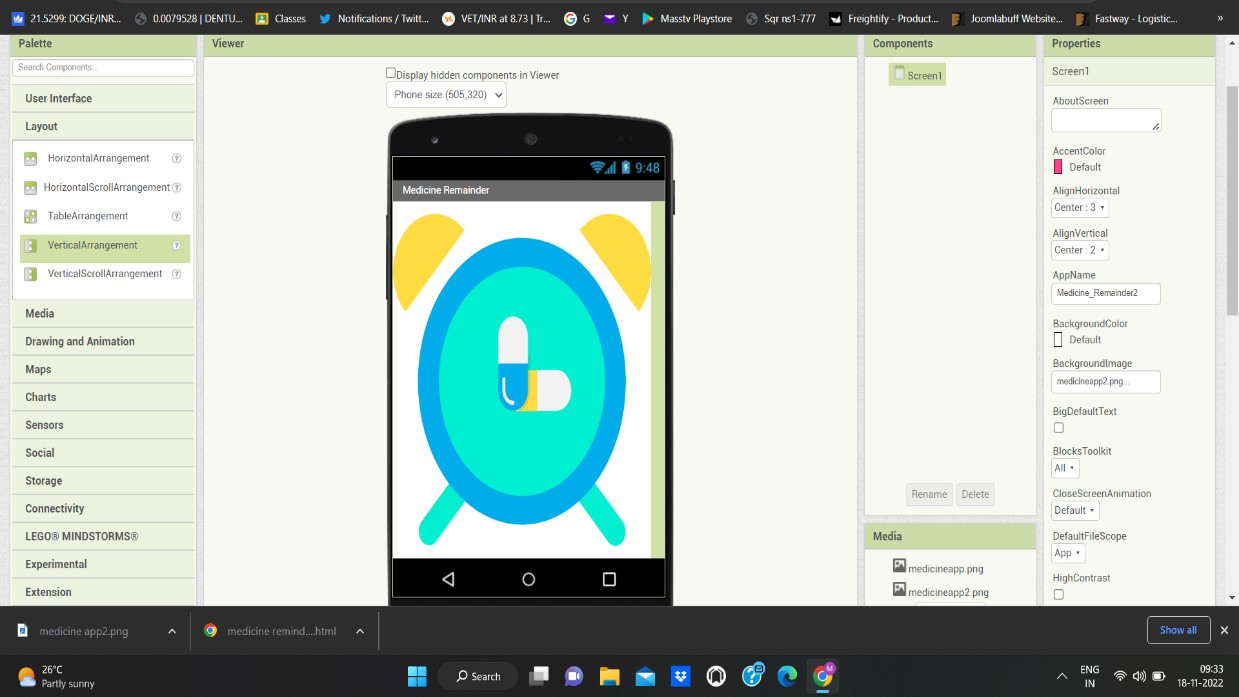 21.5299: DOGE/INR...
0.0079528 | DENTU...
Classes
Notifications / Twitt...
VET/INR at 8.73 | Tr...
G
Y
Masstv Playstore
Sqr ns1-777
Freightify - Product...
Joomlabuff Website...
Fastway - Logistic...
»
Palette
Search Components...
User Interface
Layout
HorizontalArrangement
HorizontalScrollArrangement
TableArrangement
VerticalArrangement
VerticalScrollArrangement
Media
Drawing and Animation
Maps
Charts
Sensors
Social
Storage
Connectivity
LEGO® MINDSTORMS®
Experimental
Extension
Viewer
Display hidden components in Viewer
Phone size (505,320)
9:48
Medicine Remainder
Components
Screen1
Rename
Delete
Media
medicineapp.png
medicineapp2.png
Properties
Screen1
AboutScreen
AccentColor
Default
AlignHorizontal
Center : 3
AlignVertical
Center : 2
AppName
Medicine_Remainder2
BackgroundColor
Default
BackgroundImage
medicineapp2.png...
BigDefaultText
BlocksToolkit
All
CloseScreenAnimation
Default
DefaultFileScope
App
HighContrast
medicine app2.png
medicine remind....html
Show all
26°C
Partly sunny
Search
M
ENG
IN
09:33
18-11-2022